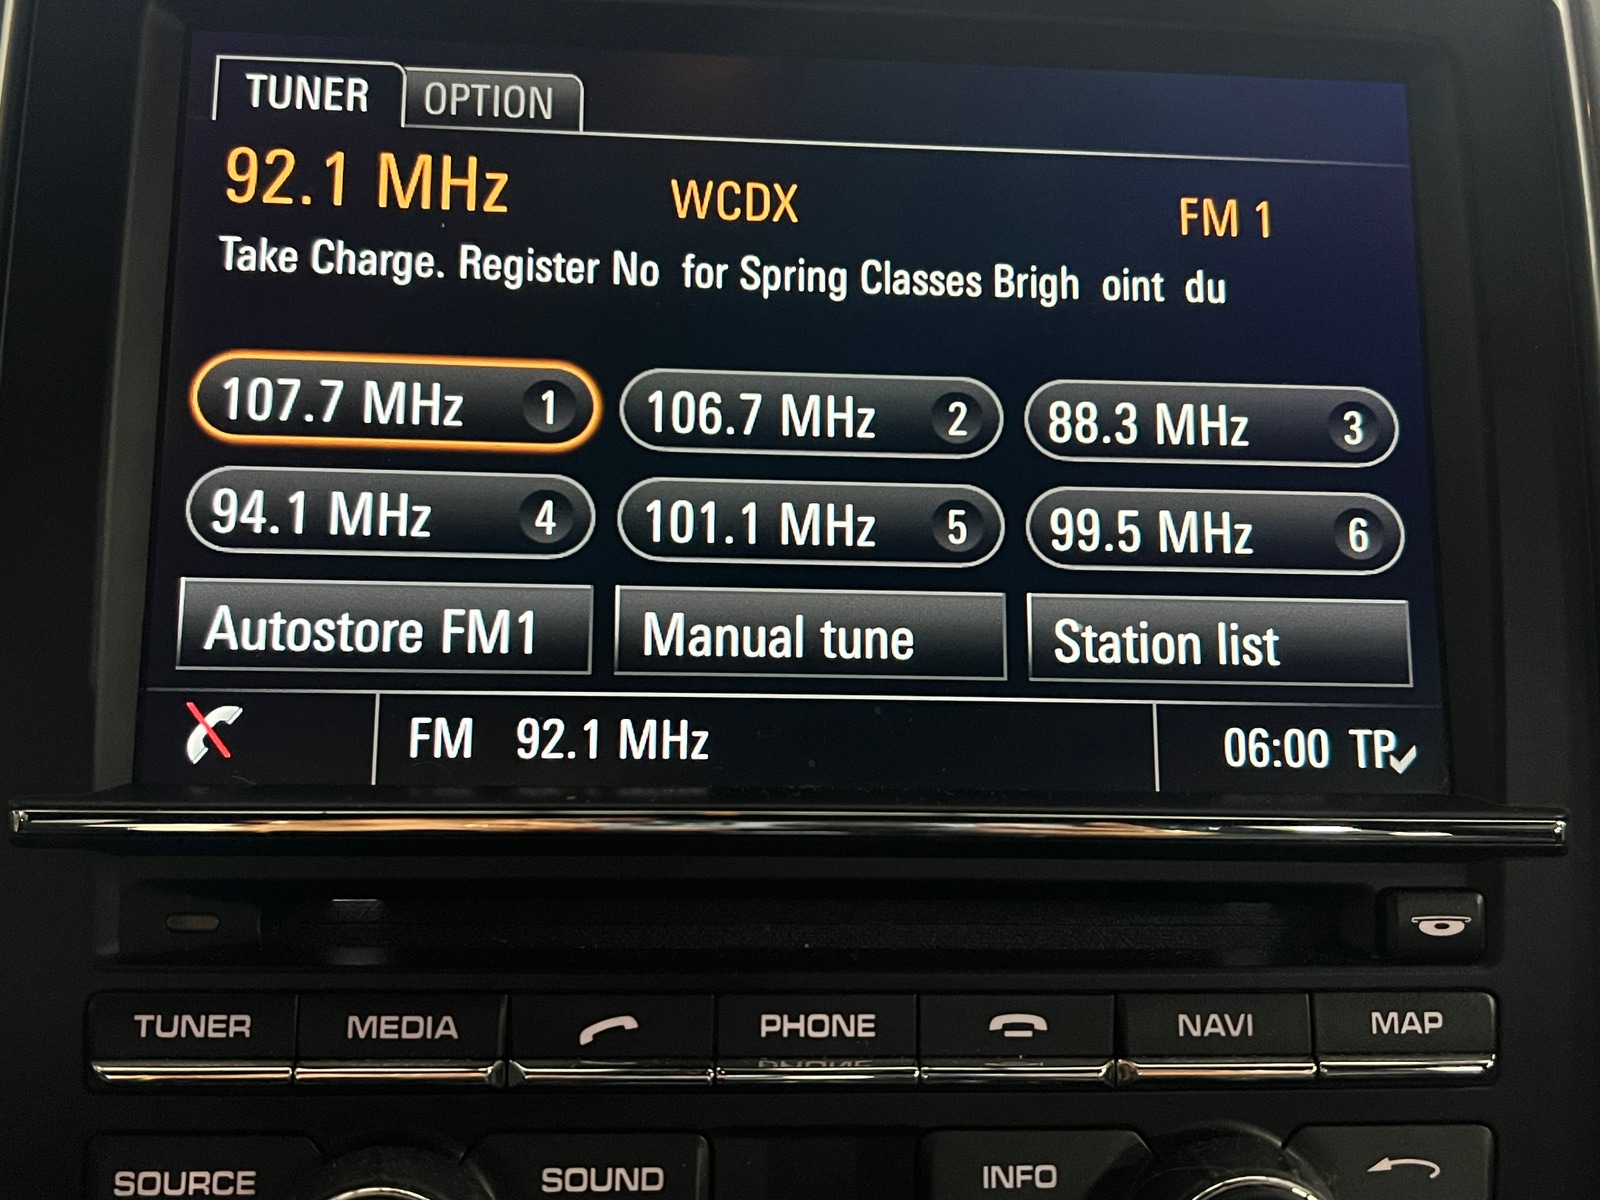 TUNER OPTION
92.1 MHz WCDX FM 1
Take Charge. Register No for Spring Classes Brigh oint du
107.7 MHz 1 106.7 MHz 2 88.3 MHz 3
94.1 MHz 4 101.1 MHz 5 99.5 MHz 6
Autostore FM1 Manual tune Station list
FM 92.1 MHz 06:00 TP
TUNER MEDIA PHONE NAVI MAP
SOURCE SOUND INFO